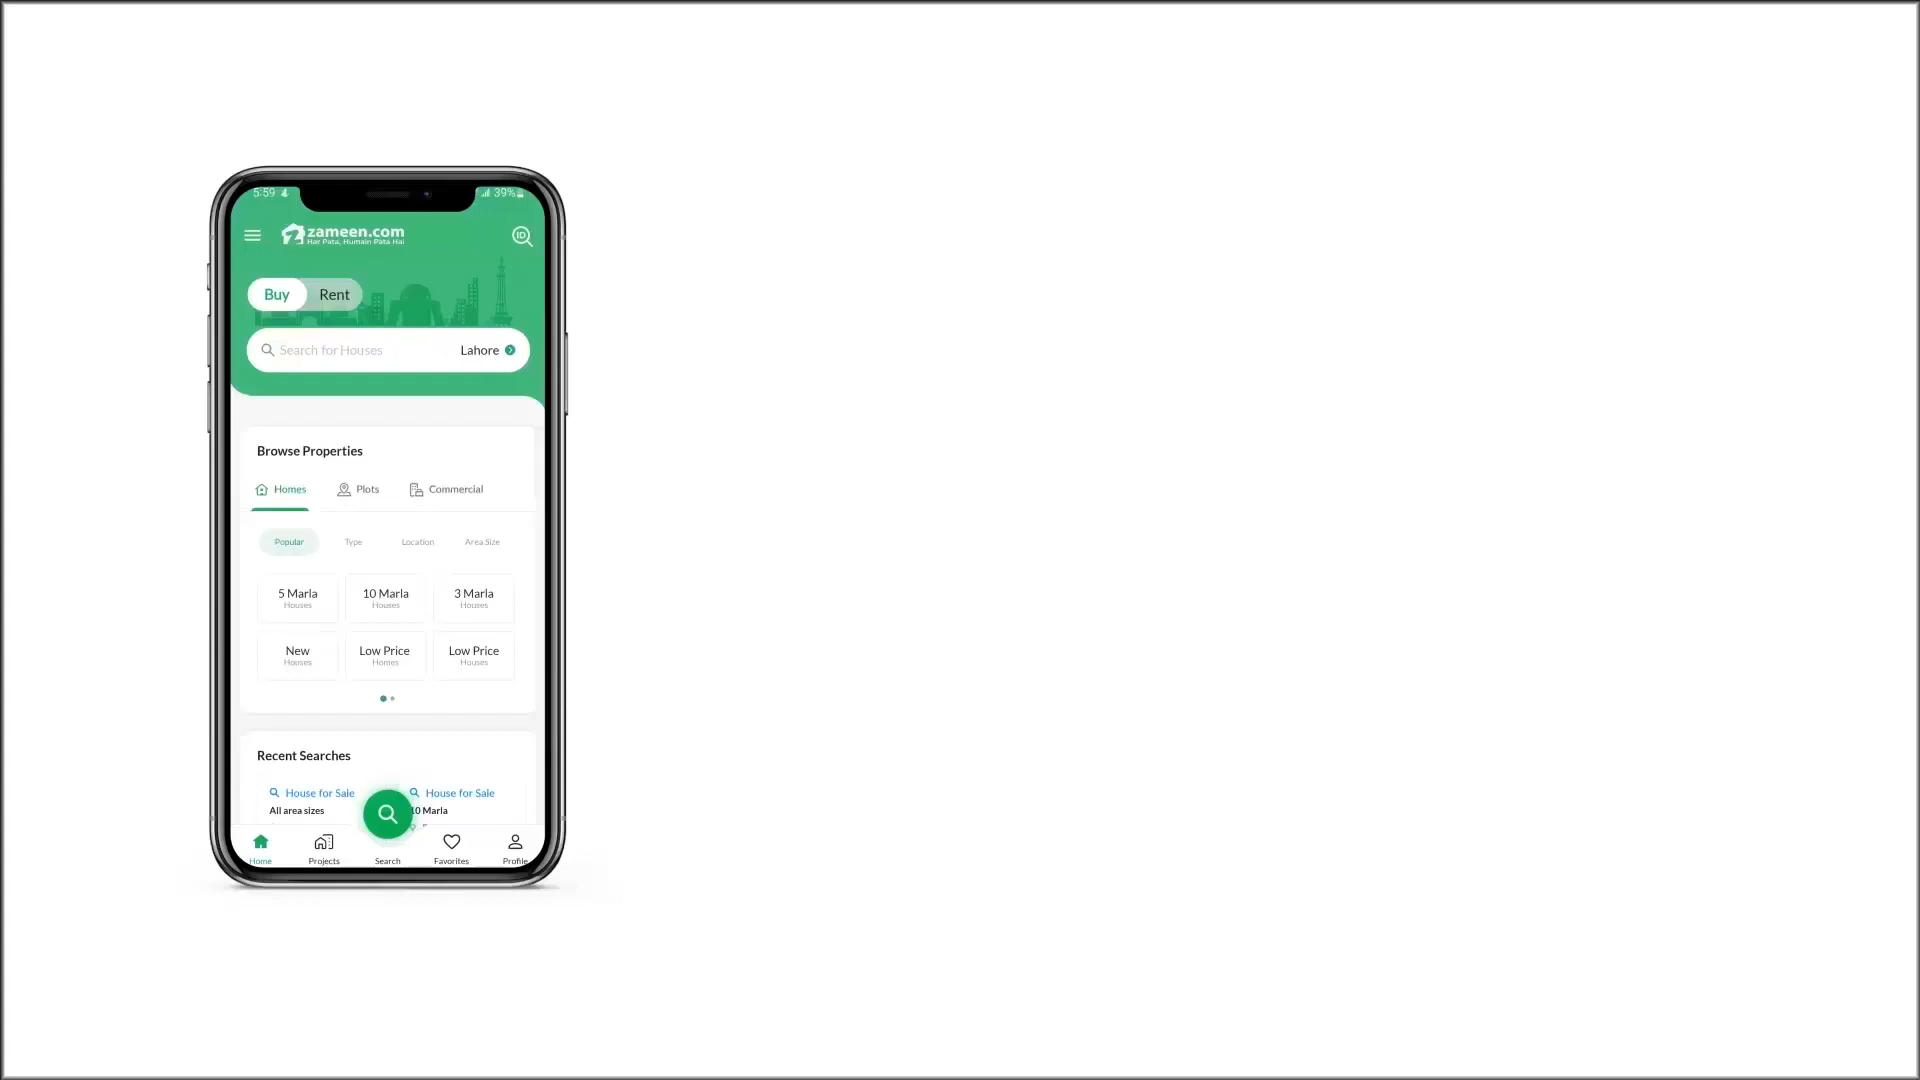 5:59
39%
zameen.com
Har Pata, Humain Pata Hai
ID
Buy Rent
Search for Houses Lahore
Browse Properties
Homes Plots Commercial
Popular Type Location Area Size
5 Marla 10 Marla 3 Marla
Houses Houses Houses
New Low Price Low Price
Houses Homes Houses
Recent Searches
House for Sale House for Sale
All area sizes 10 Marla
Home Projects Search Favorites Profile